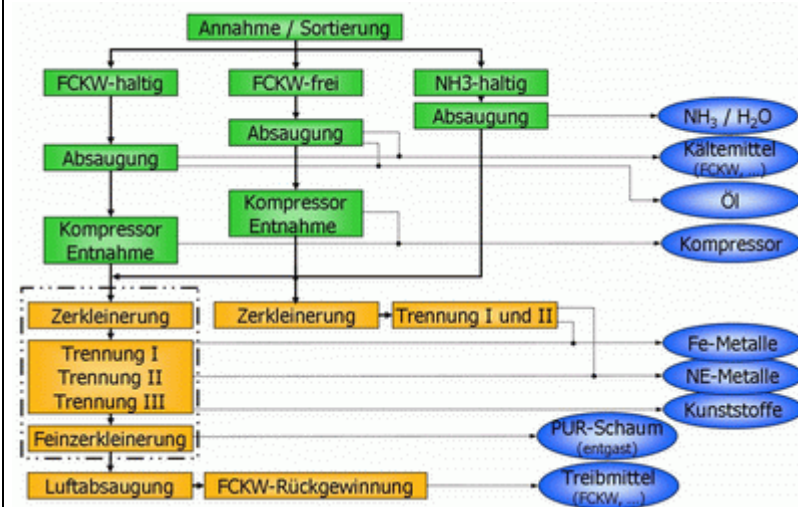 Annahme / Sortierung
FCKW-haltig
FCKW-frei
NH3-haltig
Absaugung
NH₃ / H₂O
Absaugung
Absaugung
Kältemittel
(FCKW, ...)
Öl
Kompressor
Entnahme
Kompressor
Entnahme
Kompressor
Zerkleinerung
Zerkleinerung
Trennung I und II
Trennung I
Trennung II
Trennung III
Fe-Metalle
NE-Metalle
Kunststoffe
Feinzerkleinerung
PUR-Schaum
(entgast)
Luftabsaugung
FCKW-Rückgewinnung
Treibmittel
(FCKW, ...)